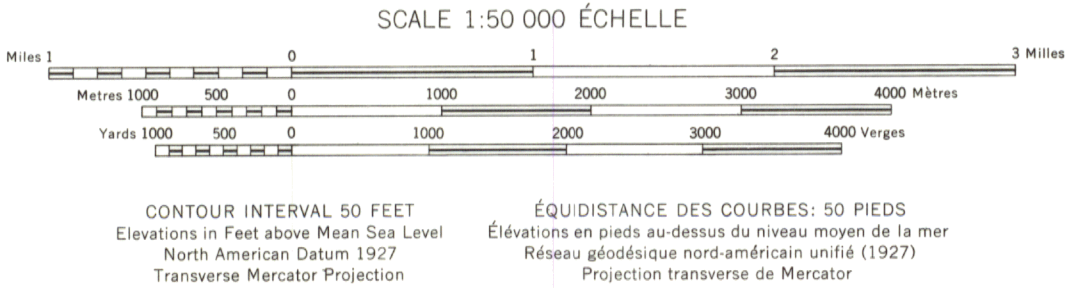 SCALE 1:50 000 ÉCHELLE
Miles 1 0 1 2 3 Milles
Metres 1000 500 0 1000 2000 3000 4000 Mètres
Yards 1000 500 0 1000 2000 3000 4000 Verges
CONTOUR INTERVAL 50 FEET
Elevations in Feet above Mean Sea Level
North American Datum 1927
Transverse Mercator Projection
ÉQUIDISTANCE DES COURBES: 50 PIEDS
Élévations en pieds au-dessus du niveau moyen de la mer
Réseau géodésique nord-américain unifié (1927)
Projection transverse de Mercator